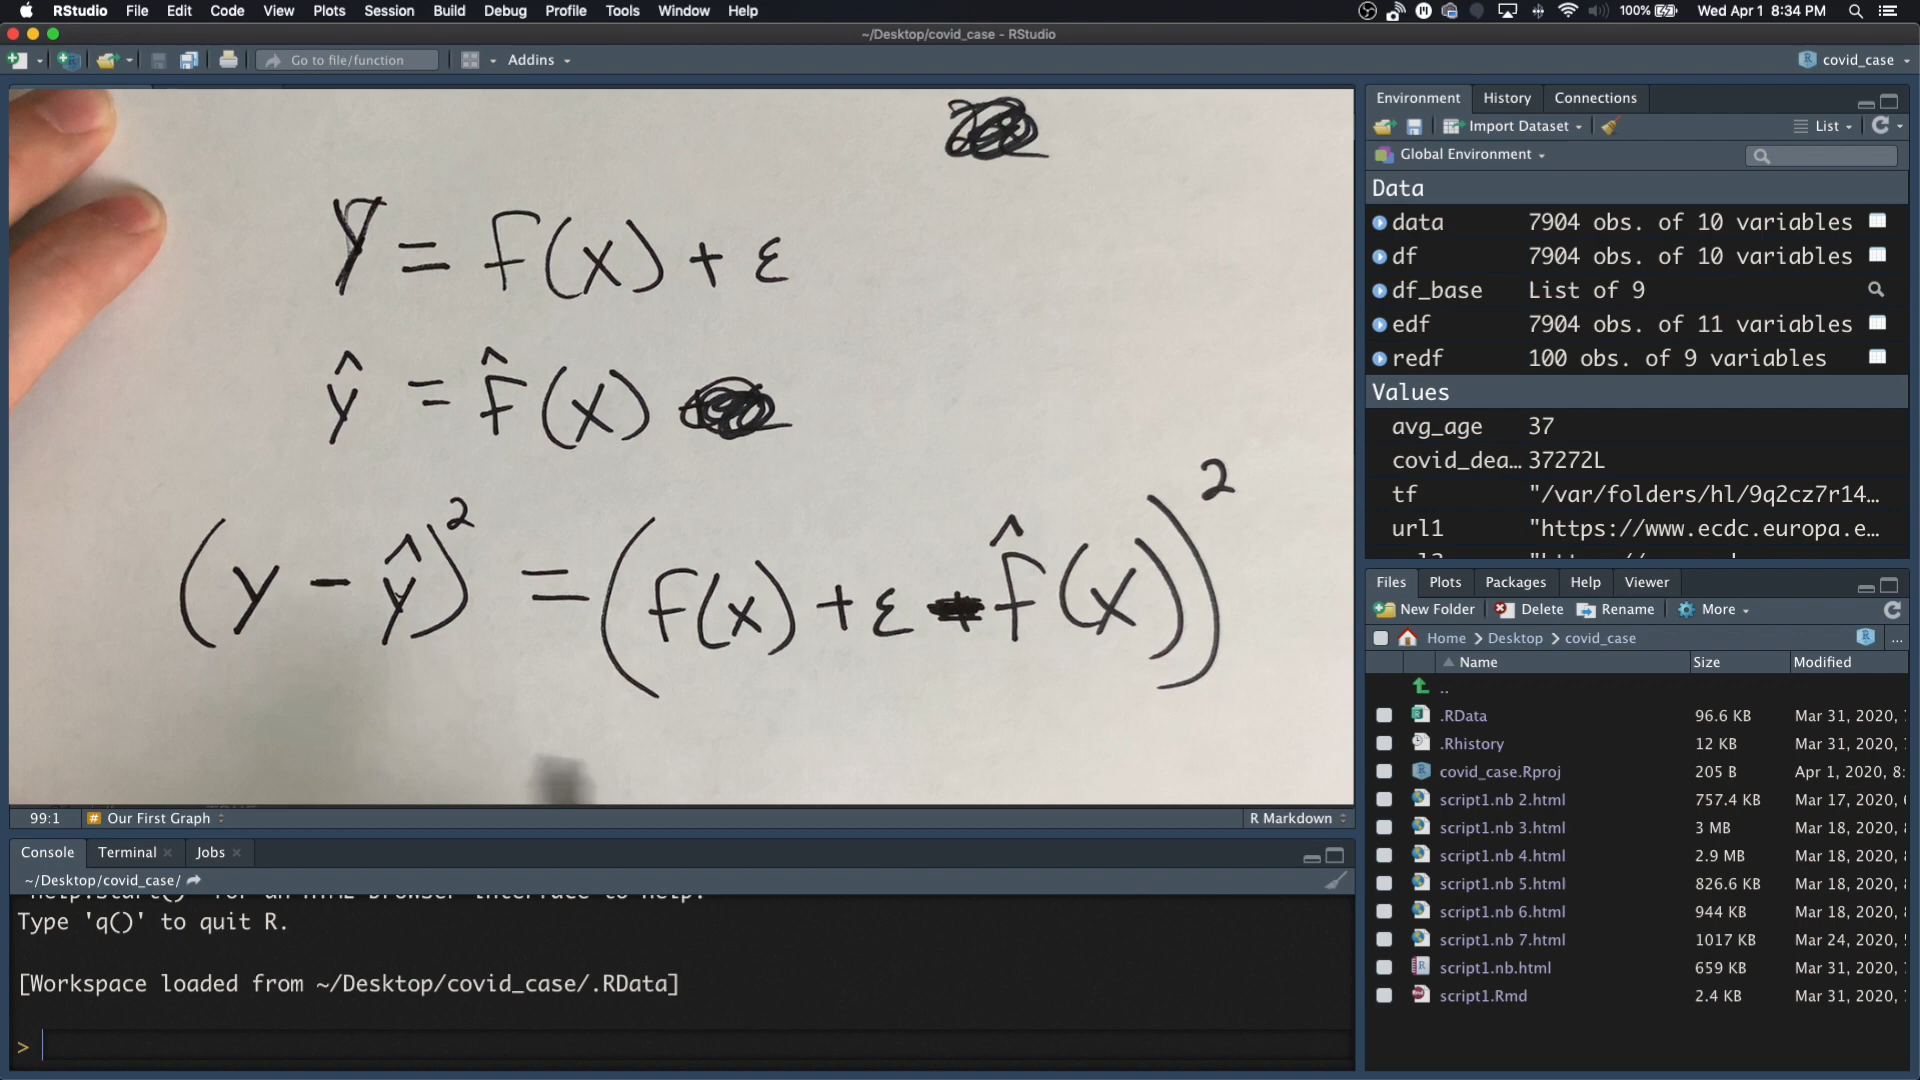 RStudio File Edit Code View Plots Session Build Debug Profile Tools Window Help 100% Wed Apr 1 8:34 PM
~/Desktop/covid_case - RStudio
Go to file/function Addins covid_case
y = f(x) + ε
ŷ = f̂(x)
(y - ŷ)² = (f(x) + ε - f̂(x))²
99:1 # Our First Graph R Markdown
Console Terminal Jobs
~/Desktop/covid_case/
Type 'q()' to quit R.
[Workspace loaded from ~/Desktop/covid_case/.RData]
>
Environment History Connections
Import Dataset List
Global Environment
Data
data 7904 obs. of 10 variables
df 7904 obs. of 10 variables
df_base List of 9
edf 7904 obs. of 11 variables
redf 100 obs. of 9 variables
Values
avg_age 37
covid_dea… 37272L
tf "/var/folders/hl/9q2cz7r14…
url1 "https://www.ecdc.europa.e…
Files Plots Packages Help Viewer
New Folder Delete Rename More
Home Desktop covid_case ...
Name Size Modified
..
.RData 96.6 KB Mar 31, 2020,
.Rhistory 12 KB Mar 31, 2020,
covid_case.Rproj 205 B Apr 1, 2020, 8:
script1.nb 2.html 757.4 KB Mar 17, 2020,
script1.nb 3.html 3 MB Mar 18, 2020,
script1.nb 4.html 2.9 MB Mar 18, 2020,
script1.nb 5.html 826.6 KB Mar 18, 2020,
script1.nb 6.html 944 KB Mar 18, 2020,
script1.nb 7.html 1017 KB Mar 24, 2020,
script1.nb.html 659 KB Mar 31, 2020,
script1.Rmd 2.4 KB Mar 31, 2020,